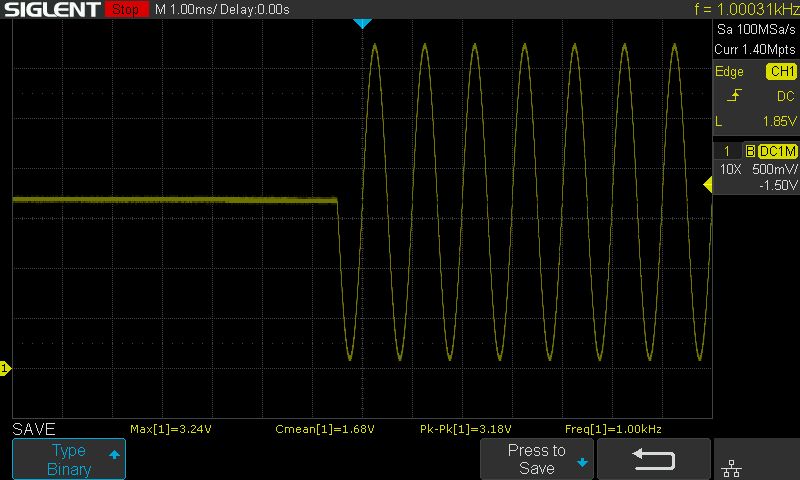 SIGLENT Stop M 1.00ms/ Delay:0.00s f = 1.00031kHz
Sa 100MSa/s
Curr 1.40Mpts
Edge CH1
DC
L 1.85V
1 B DC1M
10X 500mV/
-1.50V
1
SAVE Max[1]=3.24V Cmean[1]=1.68V Pk-Pk[1]=3.18V Freq[1]=1.00kHz
Type
Binary
Press to
Save